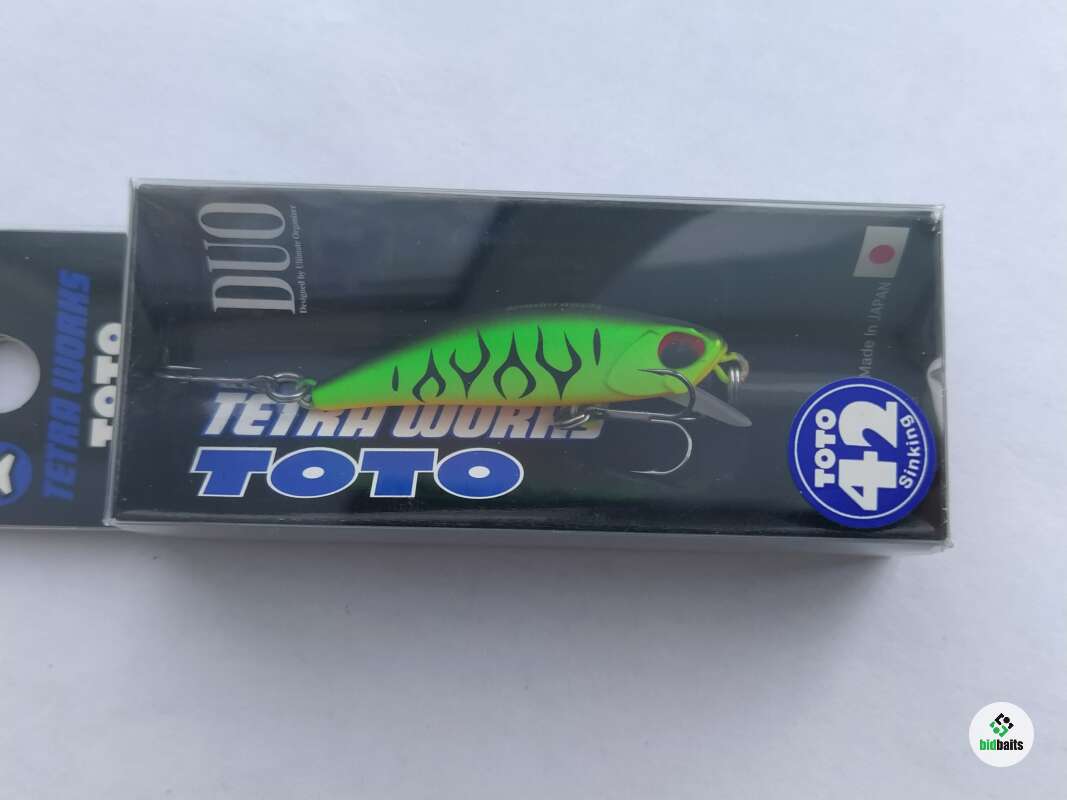 DUO
Designed by Ultimate Organizer
Made In JAPAN
TETRA WORKS
TOTO
TETRA WORKS
TOTO
TOTO
42
Sinking
bidbaits